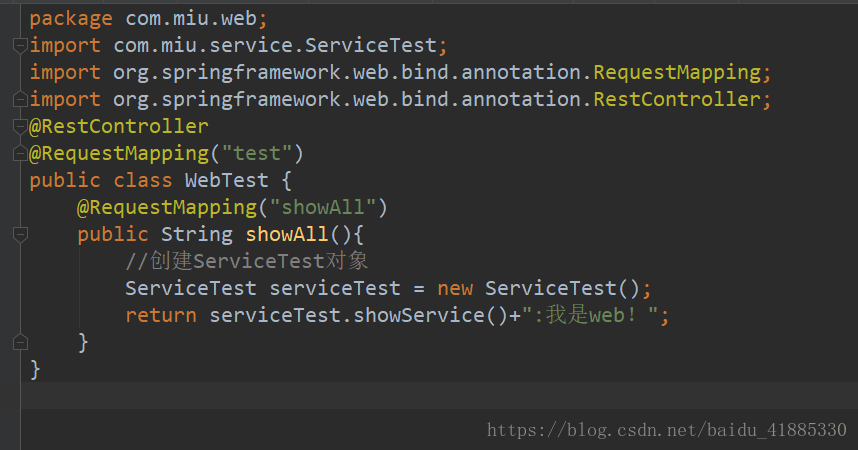 package com.miu.web;
import com.miu.service.ServiceTest;
import org.springframework.web.bind.annotation.RequestMapping;
import org.springframework.web.bind.annotation.RestController;
@RestController
@RequestMapping("test")
public class WebTest {
    @RequestMapping("showAll")
    public String showAll(){
        //创建ServiceTest对象
        ServiceTest serviceTest = new ServiceTest();
        return serviceTest.showService()+":我是web！";
    }
}
https://blog.csdn.net/baidu_41885330